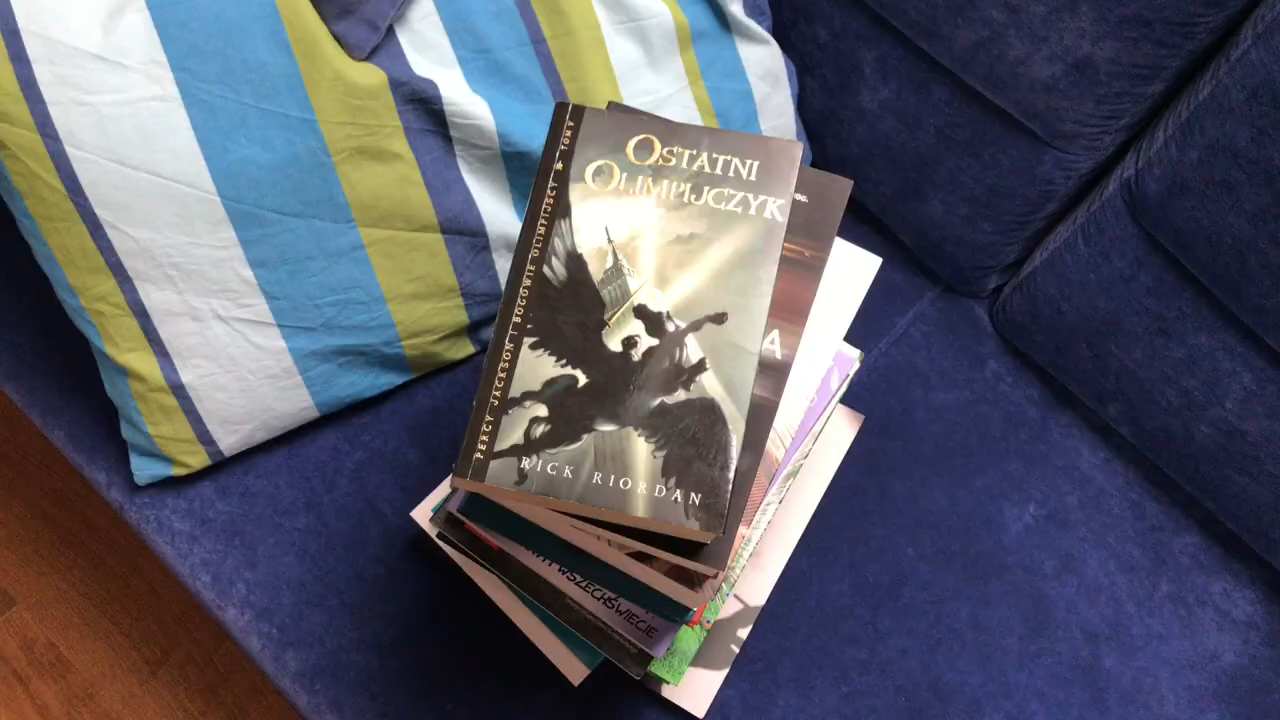 OSTATNI
OLIMPIJCZYK
PERCY JACKSON I BOGOWIE OLIMPIJSCY TOM V
RICK RIORDAN
A
WSZECHŚWIECIE